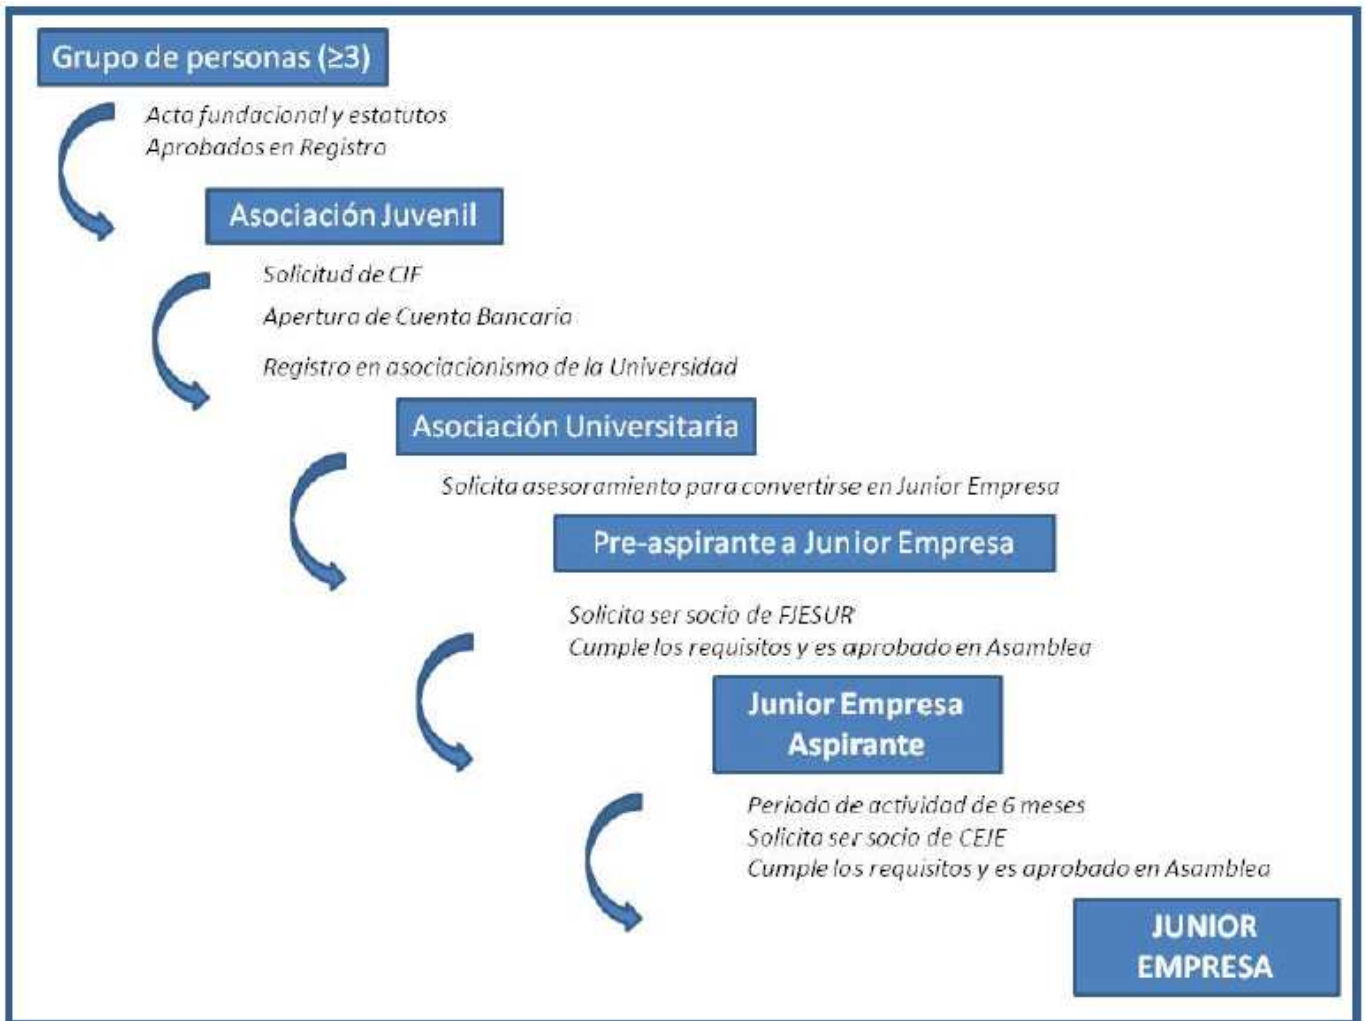 Grupo de personas (≥3)
Acta fundacional y estatutos
Aprobados en Registro
Asociación Juvenil
Solicitud de CIF
Apertura de Cuenta Bancaria
Registro en asociacionismo de la Universidad
Asociación Universitaria
Solicita asesoramiento para convertirse en Junior Empresa
Pre-aspirante a Junior Empresa
Solicita ser socio de FJESUR
Cumple los requisitos y es aprobado en Asamblea
Junior Empresa
Aspirante
Periodo de actividad de 6 meses
Solicita ser socio de CEJE
Cumple los requisitos y es aprobado en Asamblea
JUNIOR
EMPRESA